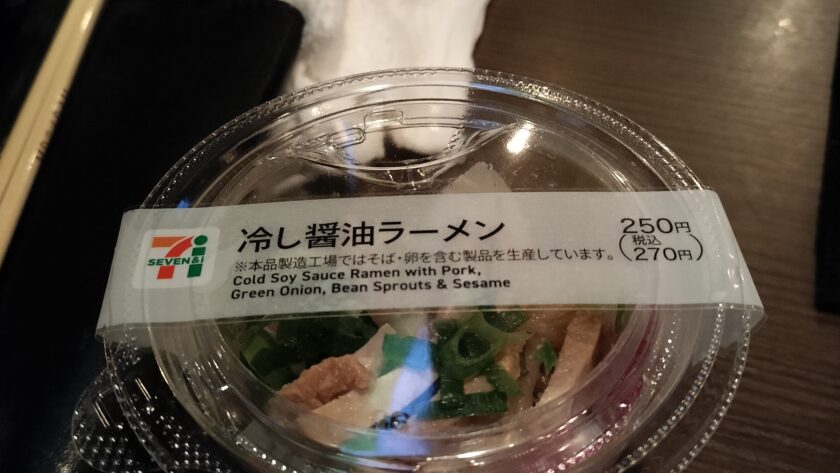 冷し醤油ラーメン
250円
(税込270円)
※本品製造工場ではそば・卵を含む製品を生産しています。
Cold Soy Sauce Ramen with Pork,
Green Onion, Bean Sprouts & Sesame
7i
SEVEN&i